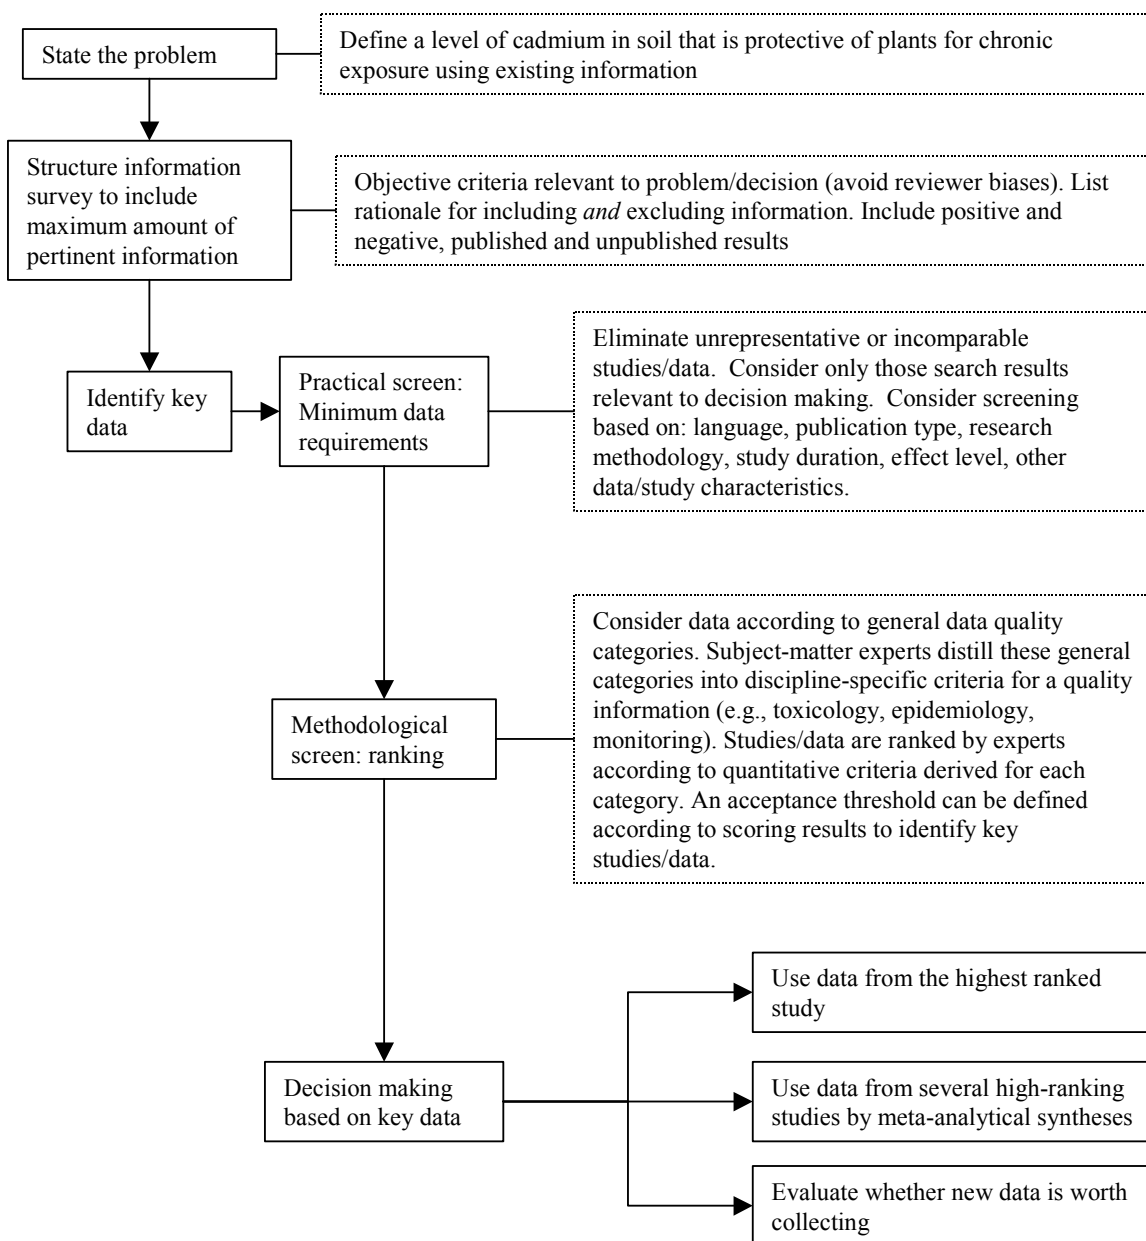 State the problem
Define a level of cadmium in soil that is protective of plants for chronic
exposure using existing information
Structure information
survey to include
maximum amount of
pertinent information
Objective criteria relevant to problem/decision (avoid reviewer biases). List
rationale for including and excluding information. Include positive and
negative, published and unpublished results
Identify key
data
Practical screen:
Minimum data
requirements
Eliminate unrepresentative or incomparable
studies/data.  Consider only those search results
relevant to decision making.  Consider screening
based on: language, publication type, research
methodology, study duration, effect level, other
data/study characteristics.
Methodological
screen: ranking
Consider data according to general data quality
categories. Subject-matter experts distill these general
categories into discipline-specific criteria for a quality
information (e.g., toxicology, epidemiology,
monitoring). Studies/data are ranked by experts
according to quantitative criteria derived for each
category. An acceptance threshold can be defined
according to scoring results to identify key
studies/data.
Decision making
based on key data
Use data from the highest ranked
study
Use data from several high-ranking
studies by meta-analytical syntheses
Evaluate whether new data is worth
collecting